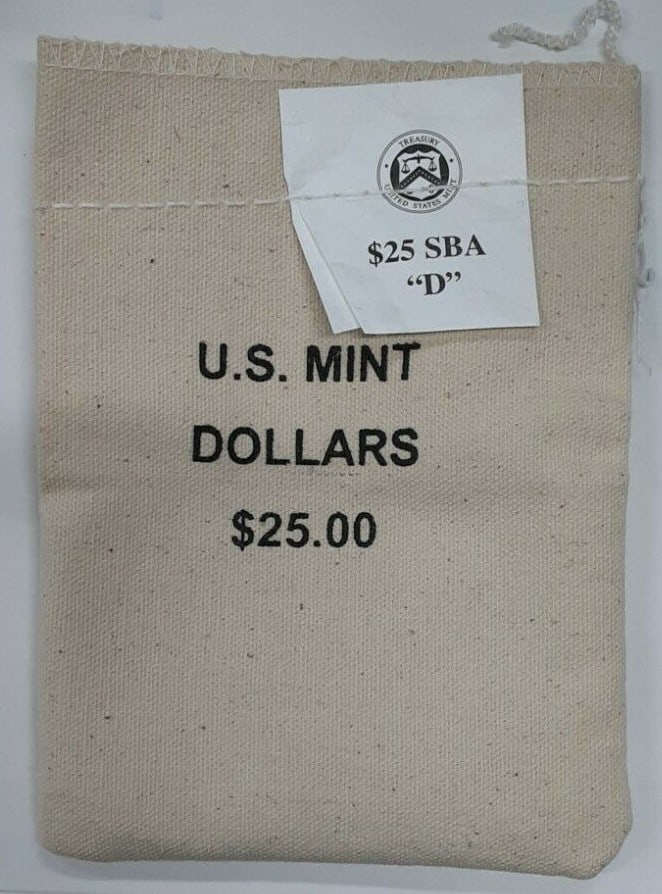 TREASURY
UNITED STATES MINT
$25 SBA
“D”
U.S. MINT
DOLLARS
$25.00